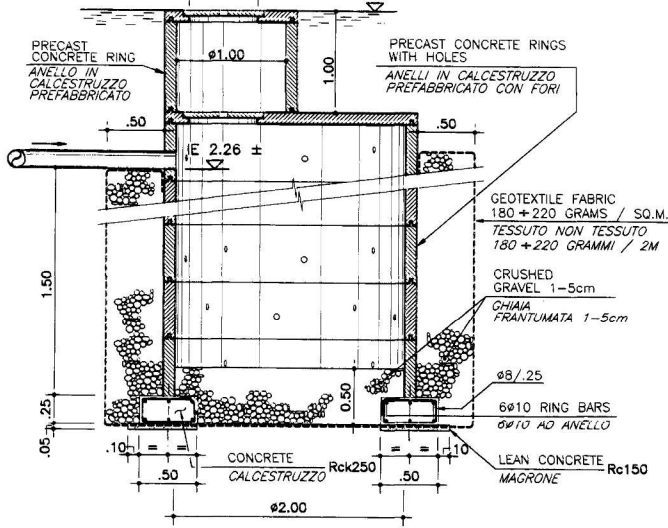 PRECAST
CONCRETE RING
ANELLO IN
CALCESTRUZZO
PREFABBRICATO
ø1.00
1.00
PRECAST CONCRETE RINGS
WITH HOLES
ANELLI IN CALCESTRUZZO
PREFABBRICATO CON FORI
.50
.50
IE 2.26 ±
GEOTEXTILE FABRIC
180÷220 GRAMS / SQ.M.
TESSUTO NON TESSUTO
180÷220 GRAMMI / 2M
CRUSHED
GRAVEL 1-5cm
GHIAIA
FRANTUMATA 1-5cm
1.50
0.50
ø8/.25
.25
6ø10 RING BARS
6ø10 AD ANELLO
.05
.10
= =
= =
.10
.50
CONCRETE Rck250
CALCESTRUZZO
.50
LEAN CONCRETE Rc150
MAGRONE
ø2.00